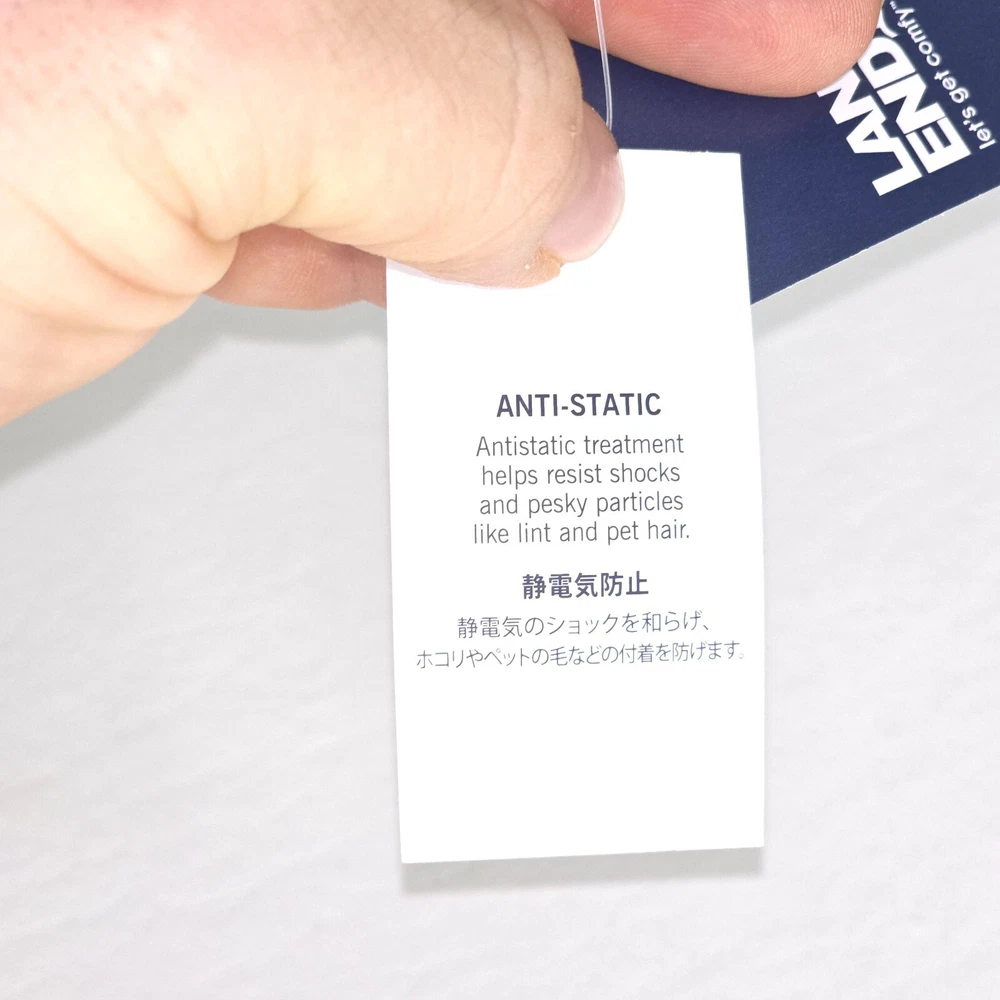 END
let's get comfy™
ANTI-STATIC
Antistatic treatment
helps resist shocks
and pesky particles
like lint and pet hair.
静電気防止
静電気のショックを和らげ、
ホコリやペットの毛などの付着を防げます。